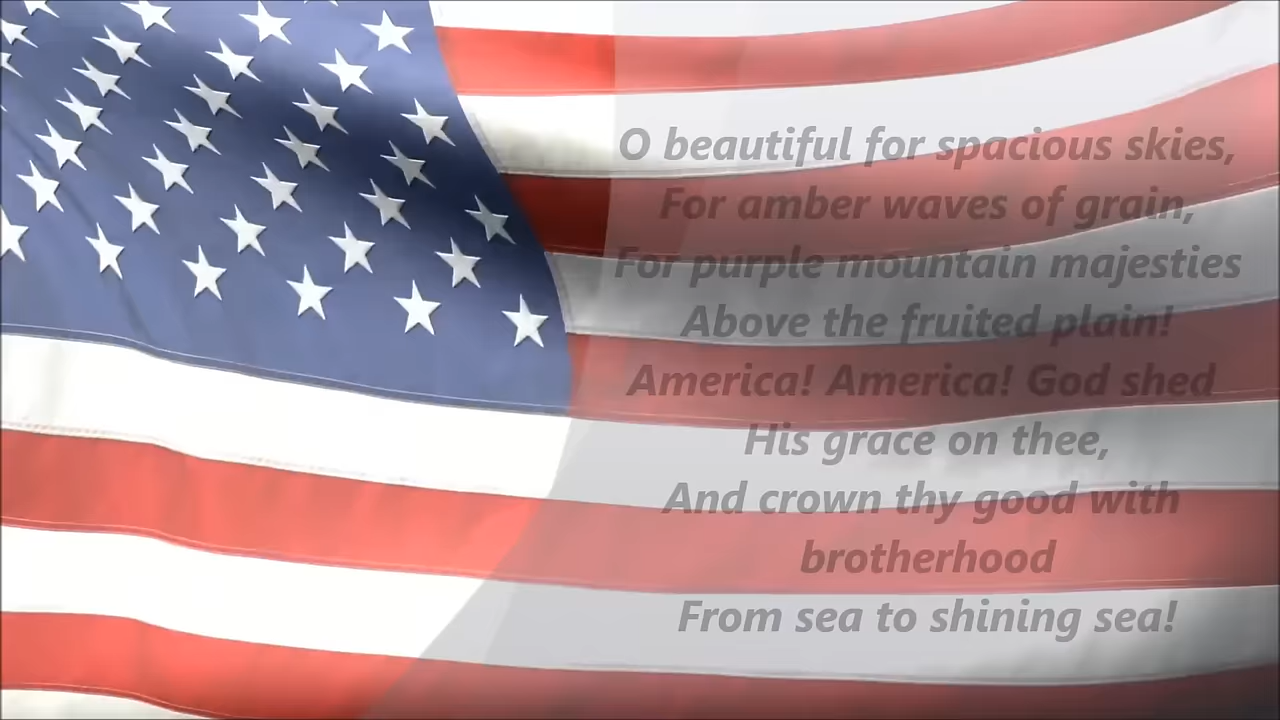 O beautiful for spacious skies,
For amber waves of grain,
For purple mountain majesties
Above the fruited plain!
America! America! God shed
His grace on thee,
And crown thy good with
brotherhood
From sea to shining sea!